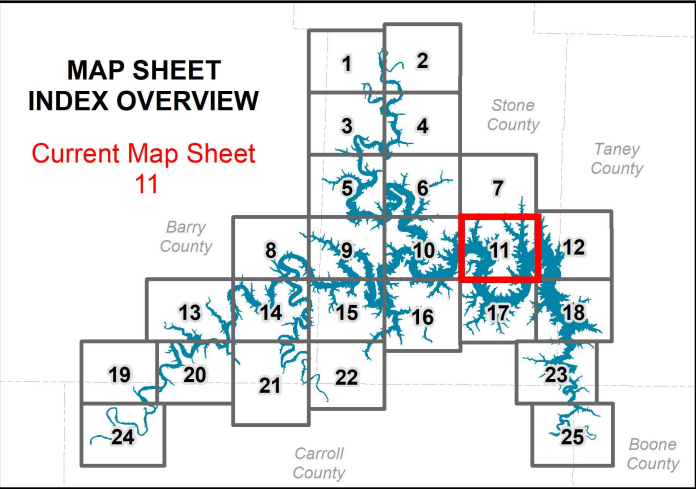 MAP SHEET
INDEX OVERVIEW
Current Map Sheet
11
1
2
3
4
Stone
County
Taney
County
5
6
7
Barry
County
8
9
10
11
12
13
14
15
16
17
18
19
20
21
22
23
24
25
Carroll
County
Boone
County